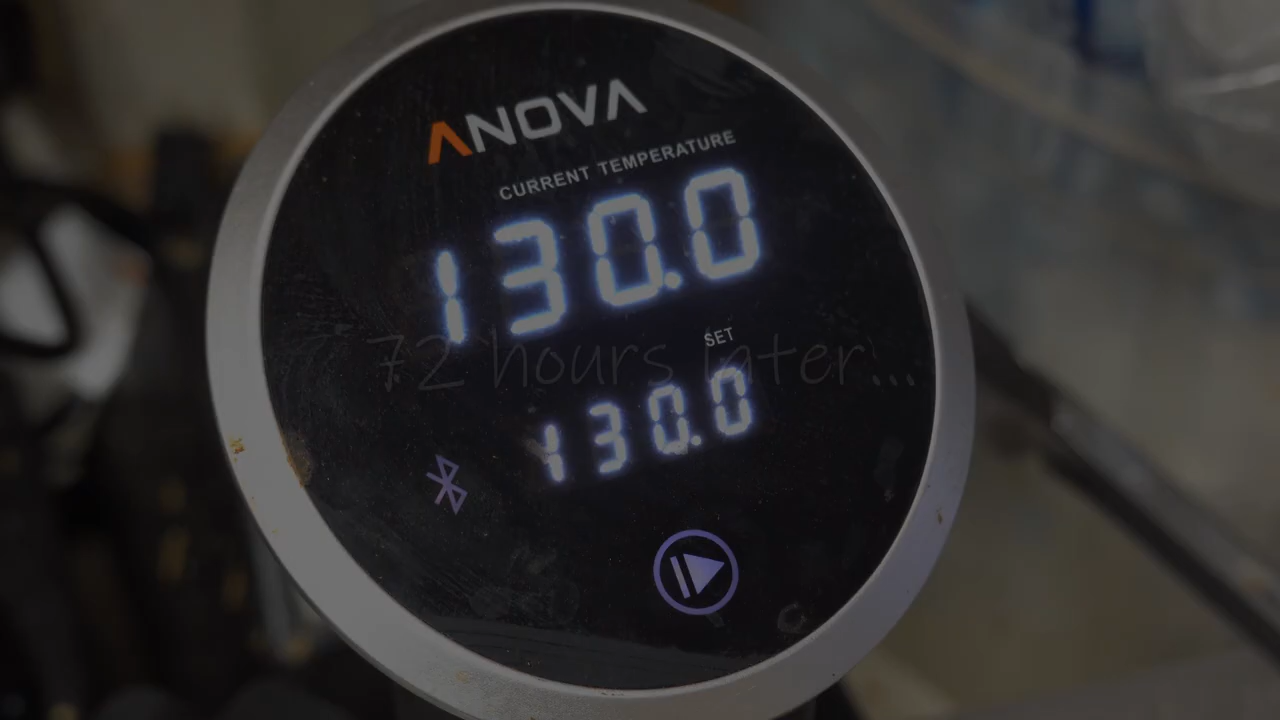 ANOVA
CURRENT TEMPERATURE
130.0
SET
72 hours later...
130.0